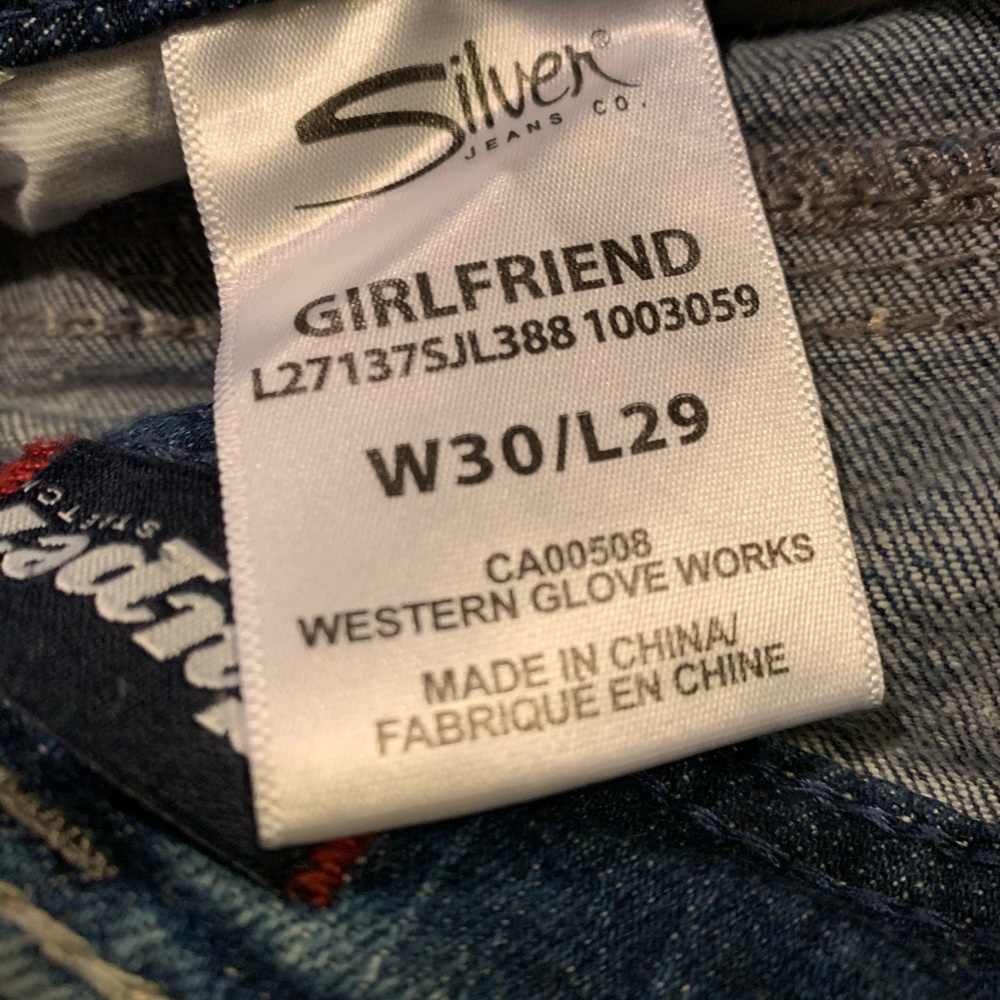 Silver®
JEANS CO.
GIRLFRIEND
L27137SJL388 1003059
W30/L29
CA00508
WESTERN GLOVE WORKS
MADE IN CHINA/
FABRIQUE EN CHINE